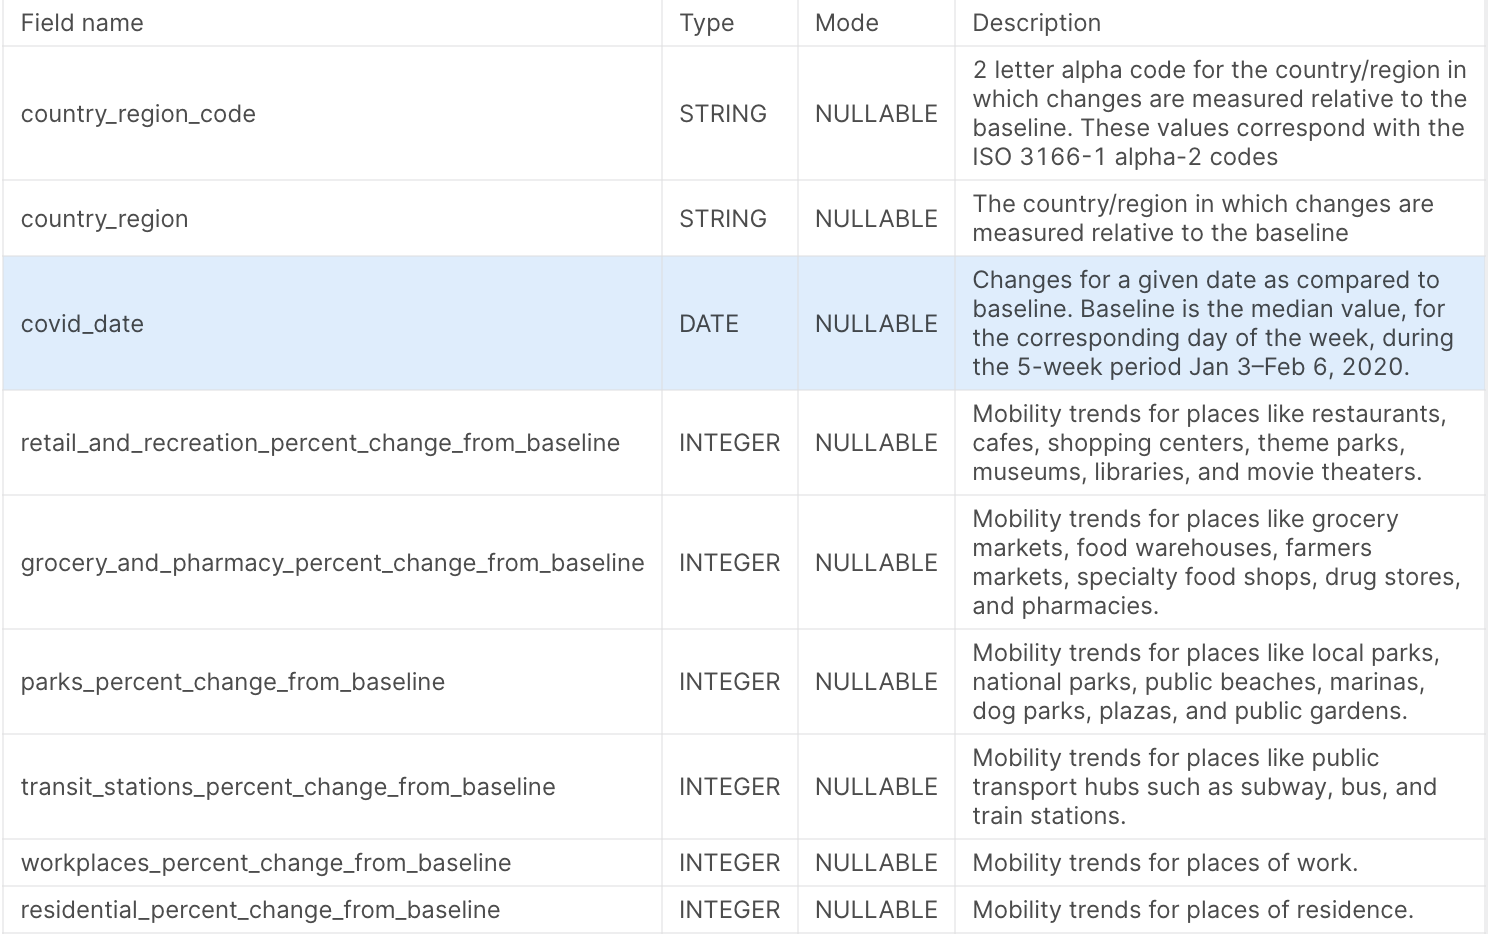 Field name Type Mode Description
country_region_code STRING NULLABLE 2 letter alpha code for the country/region in
which changes are measured relative to the
baseline. These values correspond with the
ISO 3166-1 alpha-2 codes
country_region STRING NULLABLE The country/region in which changes are
measured relative to the baseline
covid_date DATE NULLABLE Changes for a given date as compared to
baseline. Baseline is the median value, for
the corresponding day of the week, during
the 5-week period Jan 3–Feb 6, 2020.
retail_and_recreation_percent_change_from_baseline INTEGER NULLABLE Mobility trends for places like restaurants,
cafes, shopping centers, theme parks,
museums, libraries, and movie theaters.
grocery_and_pharmacy_percent_change_from_baseline INTEGER NULLABLE Mobility trends for places like grocery
markets, food warehouses, farmers
markets, specialty food shops, drug stores,
and pharmacies.
parks_percent_change_from_baseline INTEGER NULLABLE Mobility trends for places like local parks,
national parks, public beaches, marinas,
dog parks, plazas, and public gardens.
transit_stations_percent_change_from_baseline INTEGER NULLABLE Mobility trends for places like public
transport hubs such as subway, bus, and
train stations.
workplaces_percent_change_from_baseline INTEGER NULLABLE Mobility trends for places of work.
residential_percent_change_from_baseline INTEGER NULLABLE Mobility trends for places of residence.